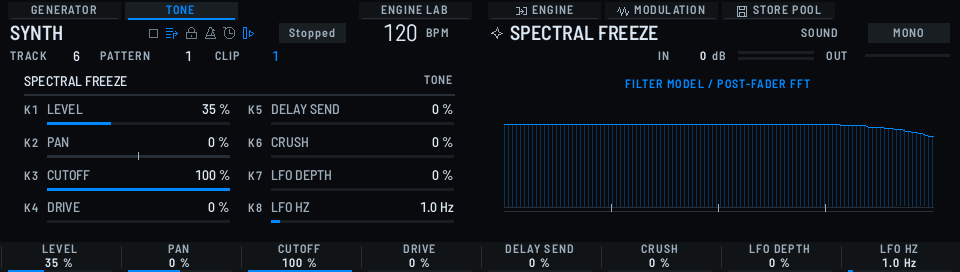 GENERATOR TONE ENGINE LAB ENGINE MODULATION STORE POOL
SYNTH Stopped 120 BPM SPECTRAL FREEZE SOUND MONO
TRACK 6 PATTERN 1 CLIP 1 IN 0 dB OUT
SPECTRAL FREEZE TONE
FILTER MODEL / POST-FADER FFT
K1 LEVEL 35 % K5 DELAY SEND 0 %
K2 PAN 0 % K6 CRUSH 0 %
K3 CUTOFF 100 % K7 LFO DEPTH 0 %
K4 DRIVE 0 % K8 LFO HZ 1.0 Hz
LEVEL PAN CUTOFF DRIVE DELAY SEND CRUSH LFO DEPTH LFO HZ
35 % 0 % 100 % 0 % 0 % 0 % 0 % 1.0 Hz